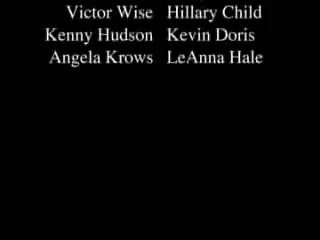 Victor Wise Hillary Child
Kenny Hudson Kevin Doris
Angela Krows LeAnna Hale